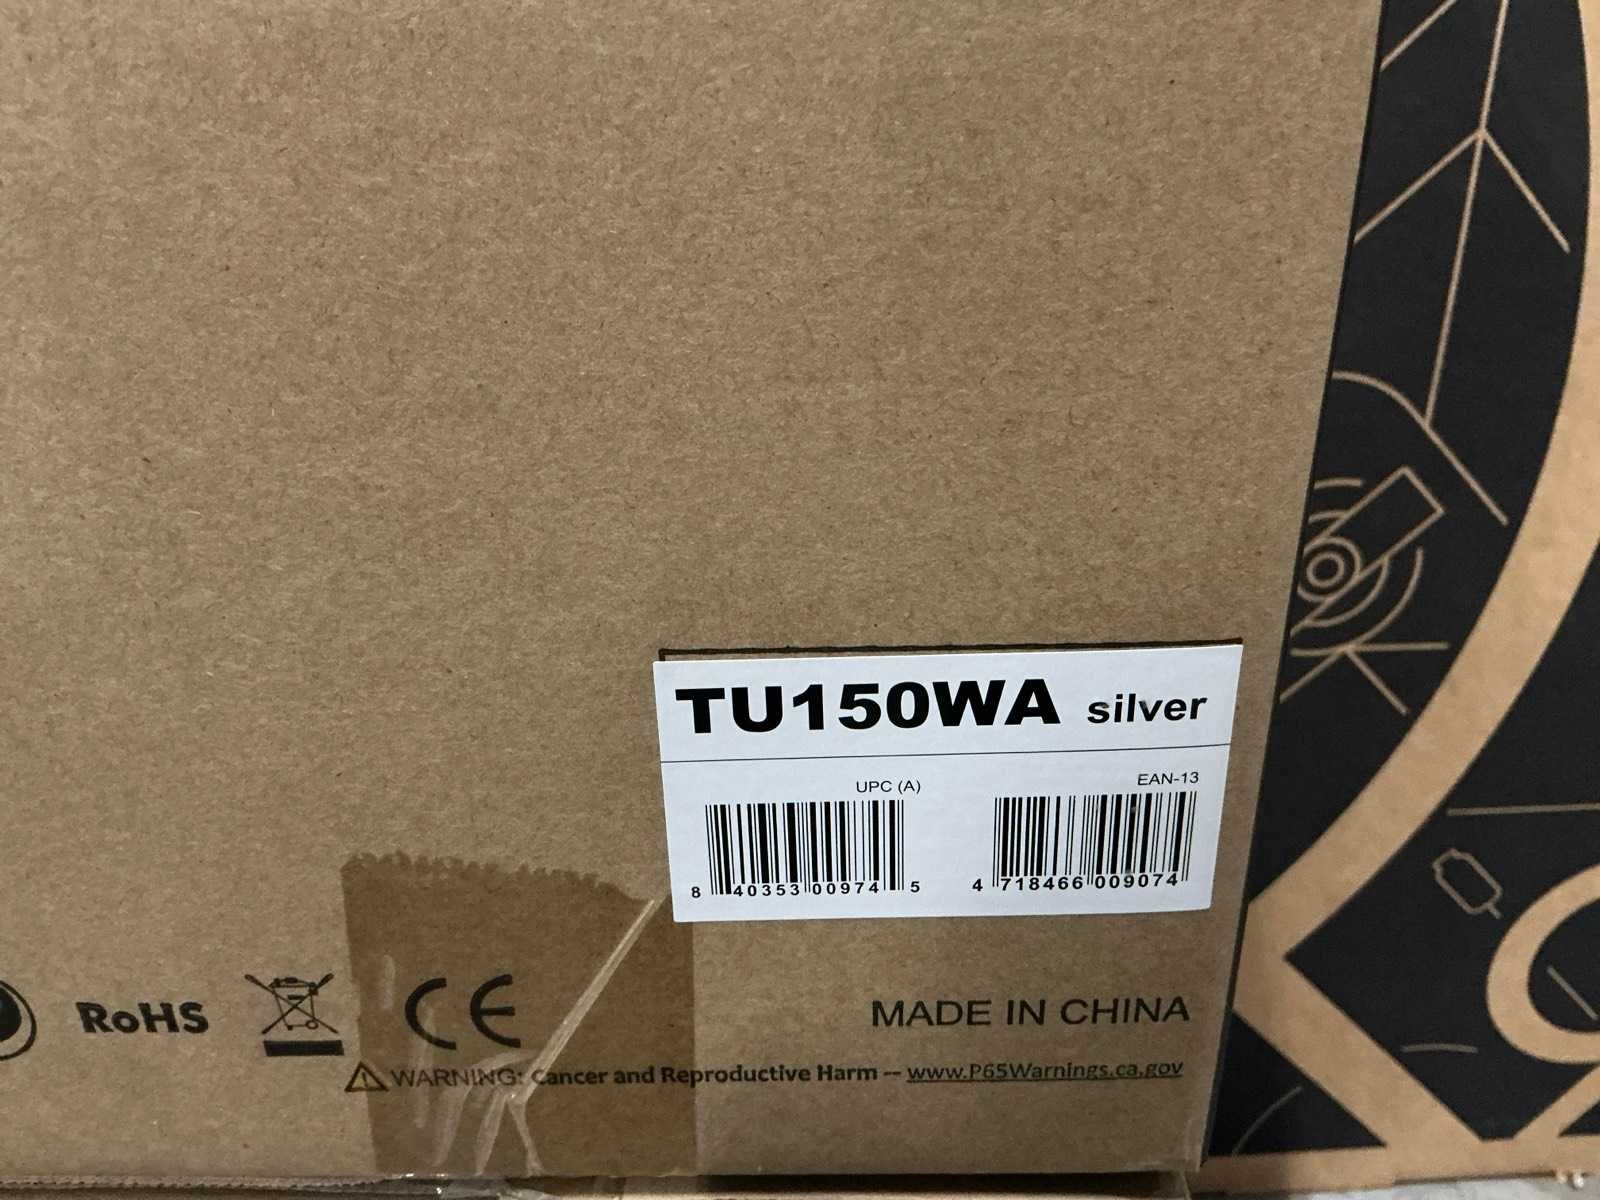 TU150WA silver
UPC (A)
8 40353 00974 5
EAN-13
4 718466 009074
RoHS
CE
MADE IN CHINA
WARNING: Cancer and Reproductive Harm -- www.P65Warnings.ca.gov